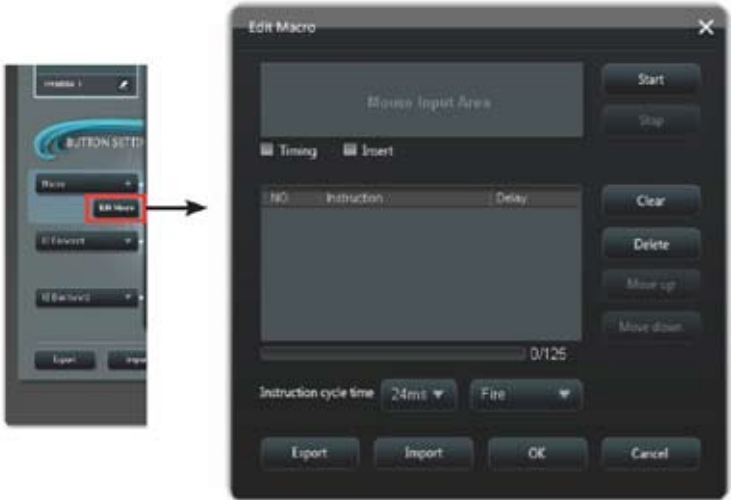 Edit Macro
Mouse Input Area
Start
Stop
Timing
Insert
NO
Instruction
Delay
Clear
Delete
Move up
Move down
0/125
Instruction cycle time
24ms
Fire
Export
Import
OK
Cancel
BUTTON SETTI
Macro
Edit Macro
Export